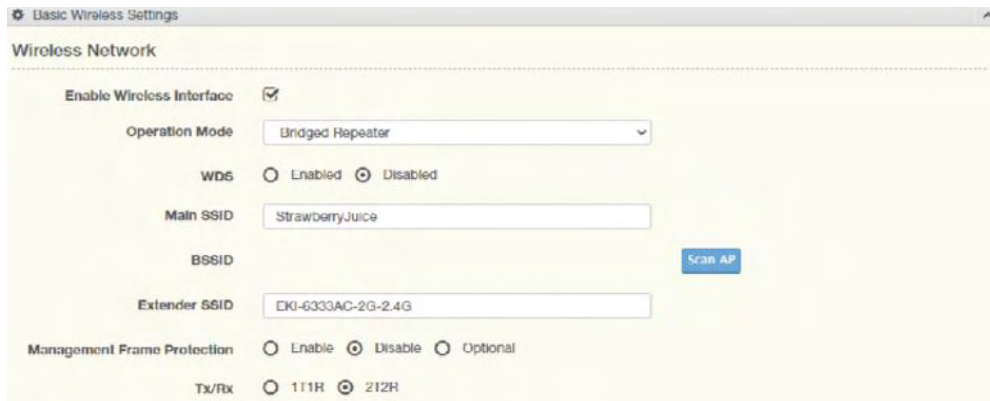 Basic Wireless Settings
Wireless Network
Enable Wireless Interface
Operation Mode Bridged Repeater
WDS Enabled Disabled
Main SSID StrawberryJuice
BSSID Scan AP
Extender SSID EKI-6333AC-2G-2.4G
Management Frame Protection Enable Disable Optional
Tx/Rx 1T1R 2T2R